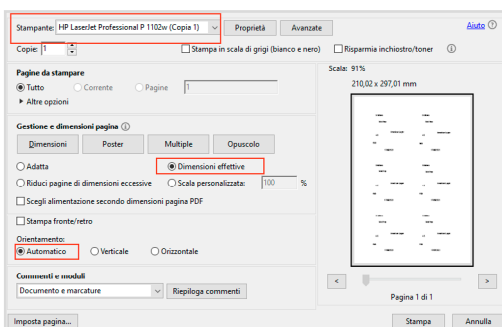 Stampante: HP LaserJet Professional P 1102w (Copia 1) Proprietà Avanzate Aiuto
Copie: 1 Stampa in scala di grigi (bianco e nero) Risparmia inchiostro/toner
Pagine da stampare
Tutto Corrente Pagine 1
Altre opzioni
Gestione e dimensioni pagina
Dimensioni Poster Multiple Opuscolo
Adatta Dimensioni effettive
Riduci pagine di dimensioni eccessive Scala personalizzata: 100 %
Scegli alimentazione secondo dimensioni pagina PDF
Stampa fronte/retro
Orientamento:
Automatico Verticale Orizzontale
Commenti e moduli
Documento e marcature Riepiloga commenti
Scala: 91%
210,02 x 297,01 mm
< >
Pagina 1 di 1
Imposta pagina... Stampa Annulla